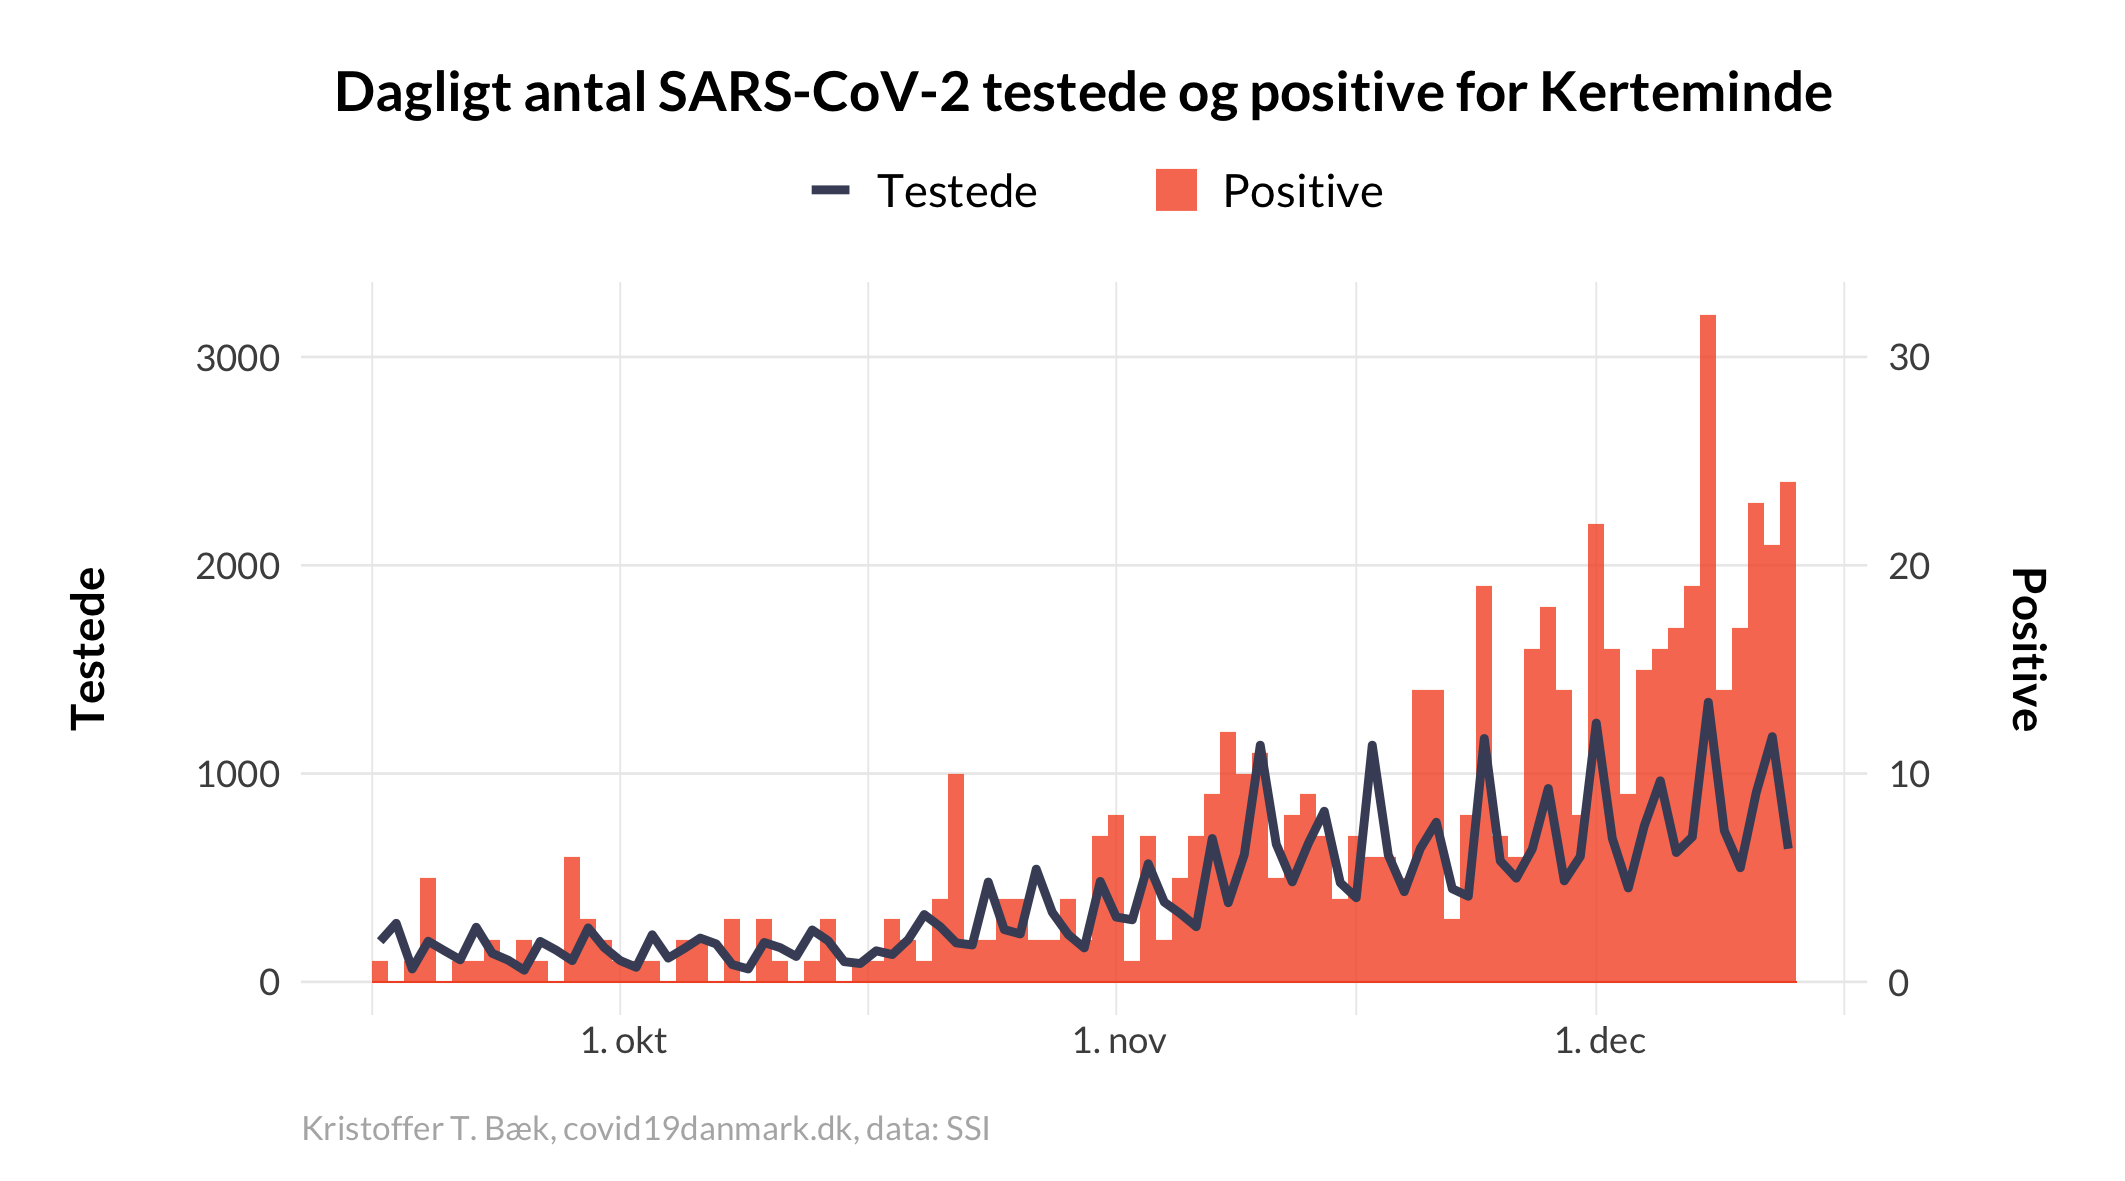 Dagligt antal SARS-CoV-2 testede og positive for Kerteminde
Testede Positive
3000 30
2000 20
1000 10
0 0
Testede
Positive
1. okt 1. nov 1. dec
Kristoffer T. Bæk, covid19danmark.dk, data: SSI